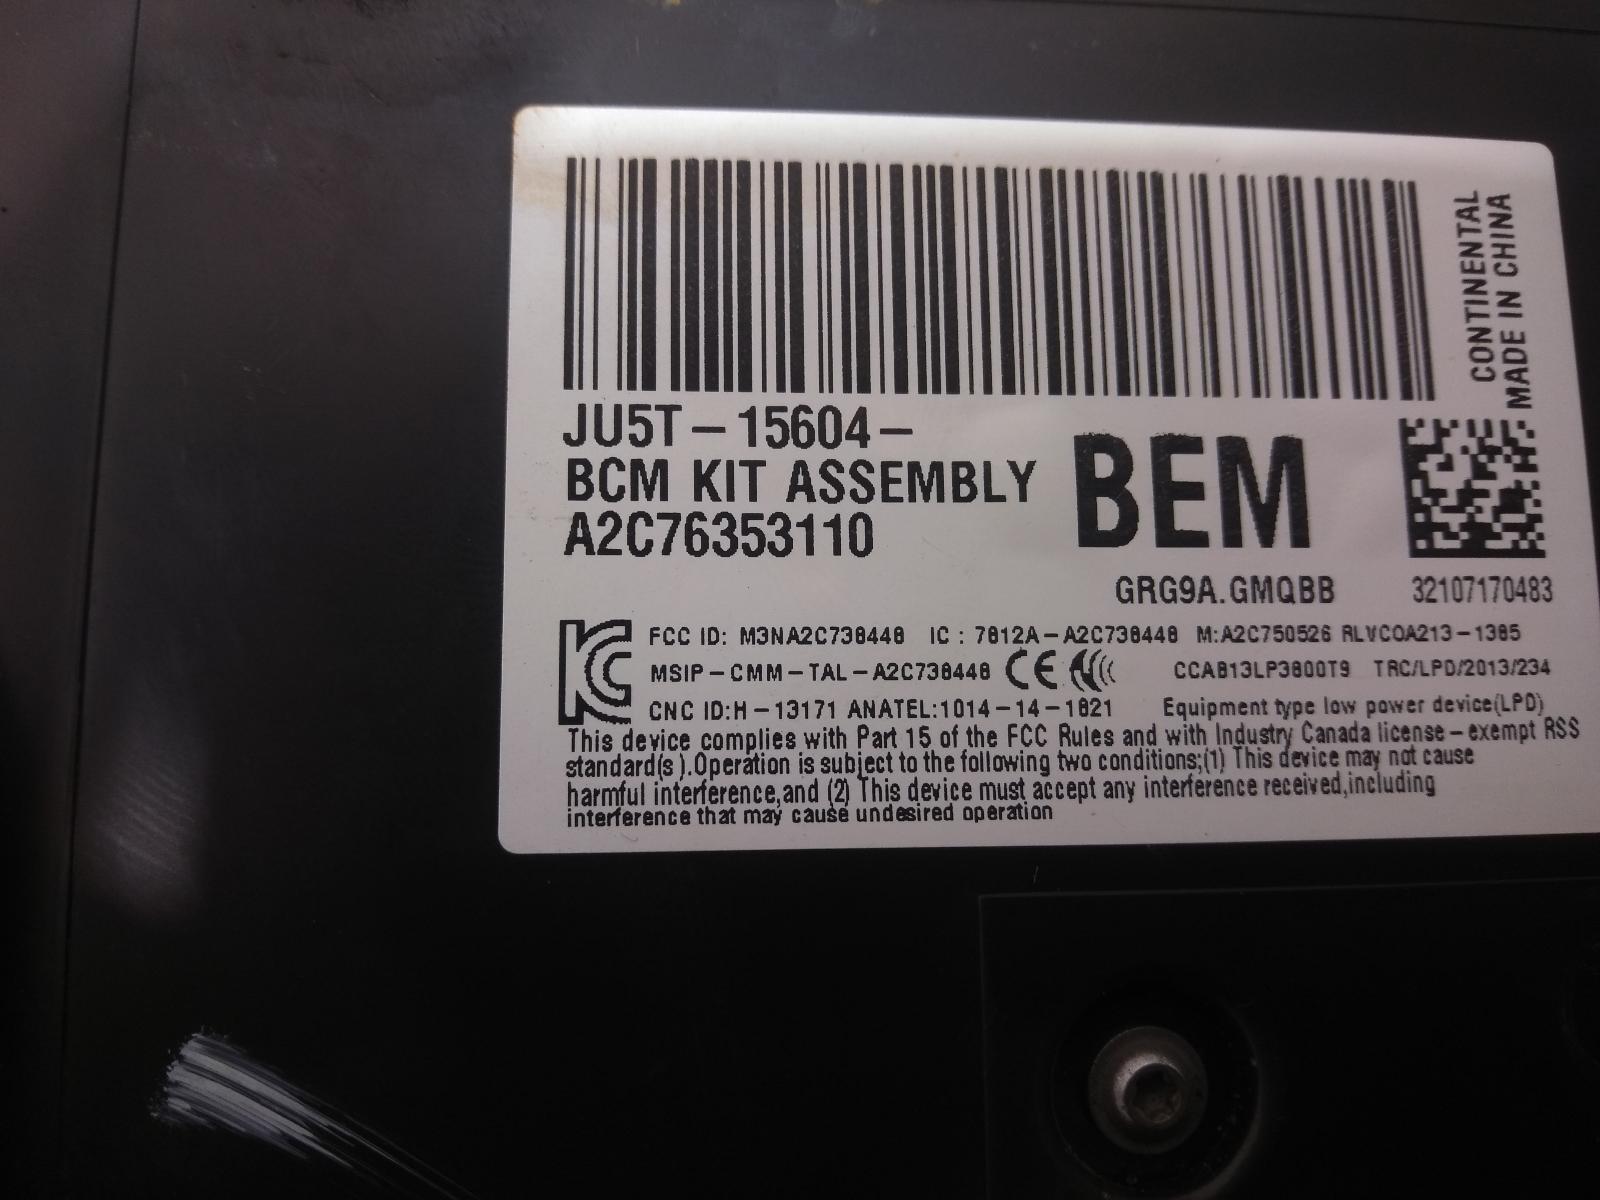 CONTINENTAL
MADE IN CHINA
JU5T-15604-
BCM KIT ASSEMBLY
A2C76353110
BEM
GRG9A.GMQBB
32107170483
FCC ID: M3NA2C738448 IC : 7812A-A2C738448 M:A2C750526 RLVCOA213-1385
MSIP-CMM-TAL-A2C738448 CE CCAB13LP3800T9 TRC/LPD/2013/234
CNC ID:H-13171 ANATEL:1014-14-1821 Equipment type low power device(LPD)
This device complies with Part 15 of the FCC Rules and with Industry Canada license-exempt RSS
standard(s).Operation is subject to the following two conditions;(1) This device may not cause
harmful interference,and (2) This device must accept any interference received,including
interference that may cause undesired operation